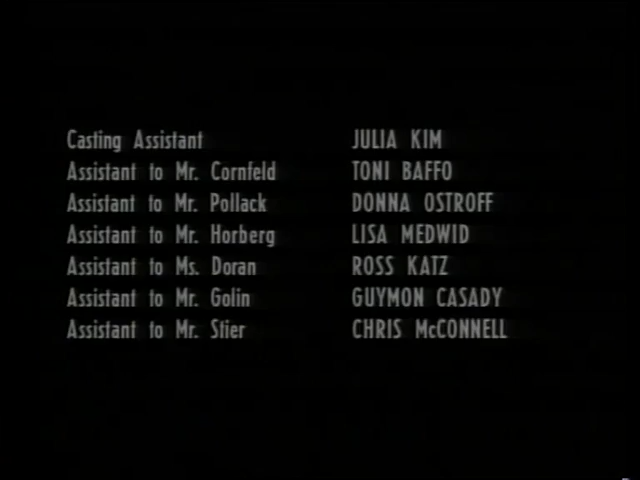 Casting Assistant JULIA KIM
Assistant to Mr. Cornfeld TONI BAFFO
Assistant to Mr. Pollack DONNA OSTROFF
Assistant to Mr. Horberg LISA MEDWID
Assistant to Ms. Doran ROSS KATZ
Assistant to Mr. Golin GUYMON CASADY
Assistant to Mr. Stier CHRIS McCONNELL